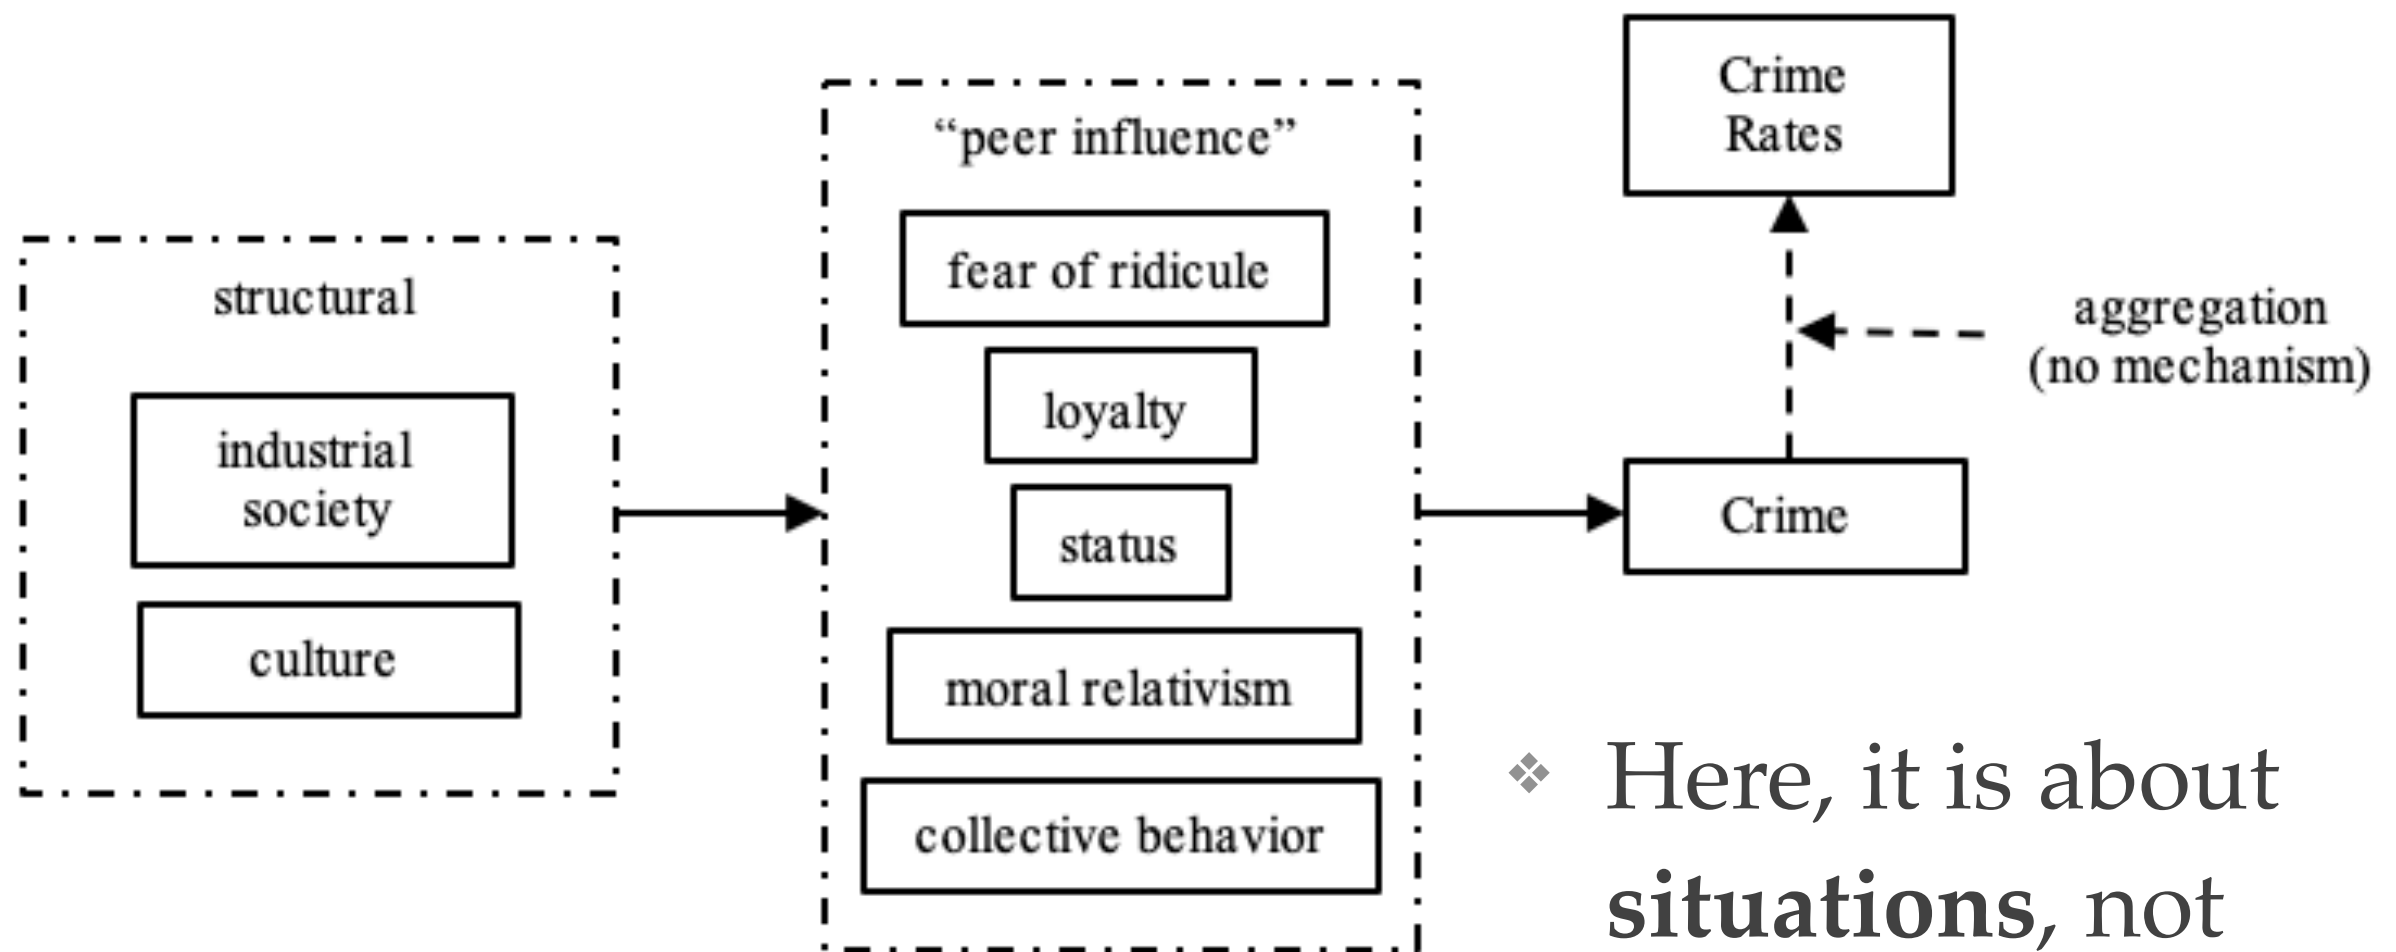 structural
industrial
society
culture
“peer influence”
fear of ridicule
loyalty
status
moral relativism
collective behavior
Crime
Rates
aggregation
(no mechanism)
Crime
❖ Here, it is about
situations, not